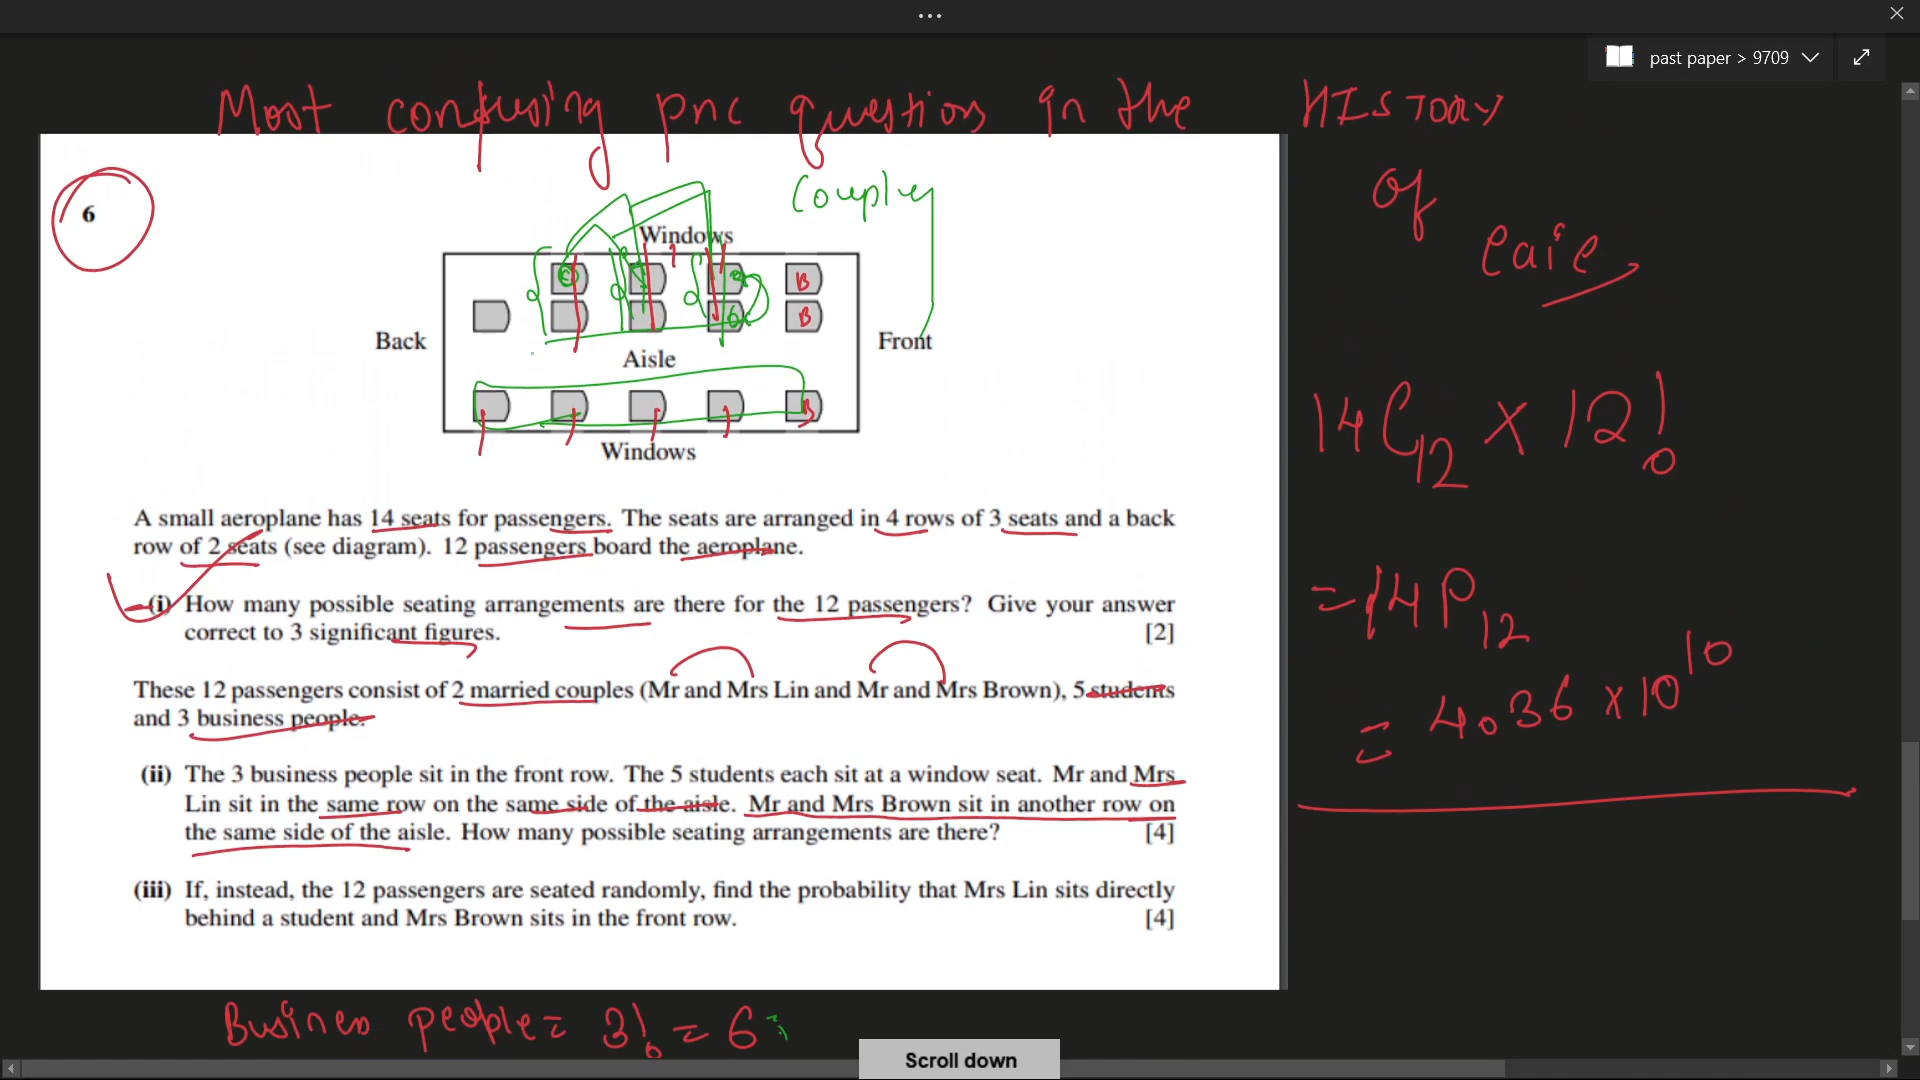 past paper > 9709
Most confusing pnc question in the HISTORY
of
Caie
6
Couples
Windows
B
B
Back
Aisle
Front
B
Windows
14C12 × 12!
= 14P12
= 4.36 × 10^10
A small aeroplane has 14 seats for passengers. The seats are arranged in 4 rows of 3 seats and a back
row of 2 seats (see diagram). 12 passengers board the aeroplane.
(i) How many possible seating arrangements are there for the 12 passengers? Give your answer
correct to 3 significant figures. [2]
These 12 passengers consist of 2 married couples (Mr and Mrs Lin and Mr and Mrs Brown), 5 students
and 3 business people.
(ii) The 3 business people sit in the front row. The 5 students each sit at a window seat. Mr and Mrs
Lin sit in the same row on the same side of the aisle. Mr and Mrs Brown sit in another row on
the same side of the aisle. How many possible seating arrangements are there? [4]
(iii) If, instead, the 12 passengers are seated randomly, find the probability that Mrs Lin sits directly
behind a student and Mrs Brown sits in the front row. [4]
Business people = 3! = 6
Scroll down